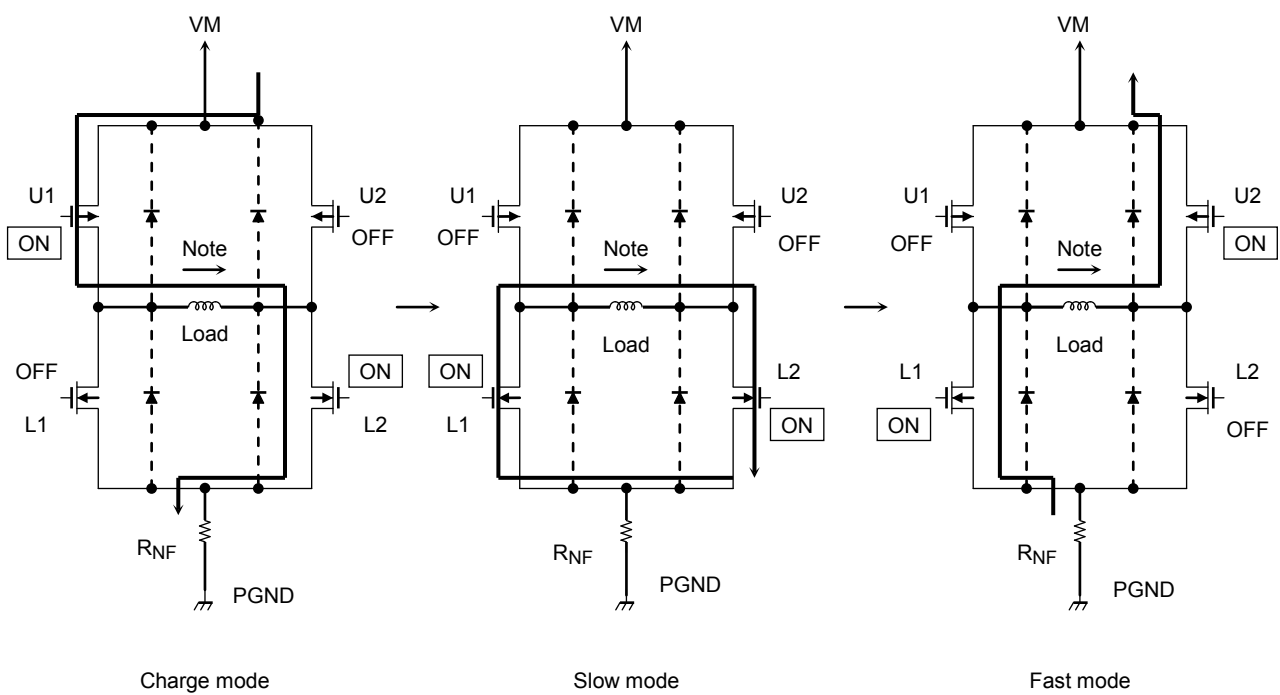 VM
U1
ON
U2
OFF
Note
Load
OFF
L1
ON
L2
RNF
PGND
Charge mode
VM
U1
OFF
U2
OFF
Note
Load
ON
L1
L2
ON
RNF
PGND
Slow mode
VM
U1
OFF
U2
ON
Note
Load
L1
ON
L2
OFF
RNF
PGND
Fast mode